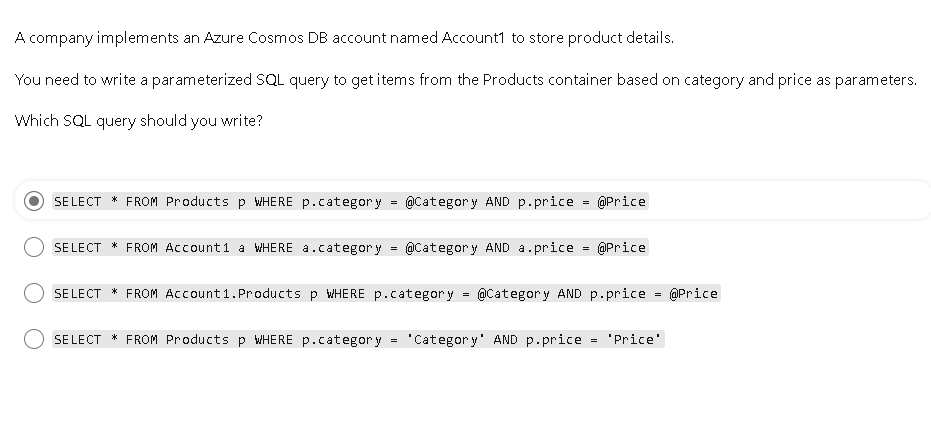 A company implements an Azure Cosmos DB account named Account1 to store product details.
You need to write a parameterized SQL query to get items from the Products container based on category and price as parameters.
Which SQL query should you write?
SELECT * FROM Products p WHERE p.category = @Category AND p.price = @Price
SELECT * FROM Account1 a WHERE a.category = @Category AND a.price = @Price
SELECT * FROM Account1.Products p WHERE p.category = @Category AND p.price = @Price
SELECT * FROM Products p WHERE p.category = 'Category' AND p.price = 'Price'